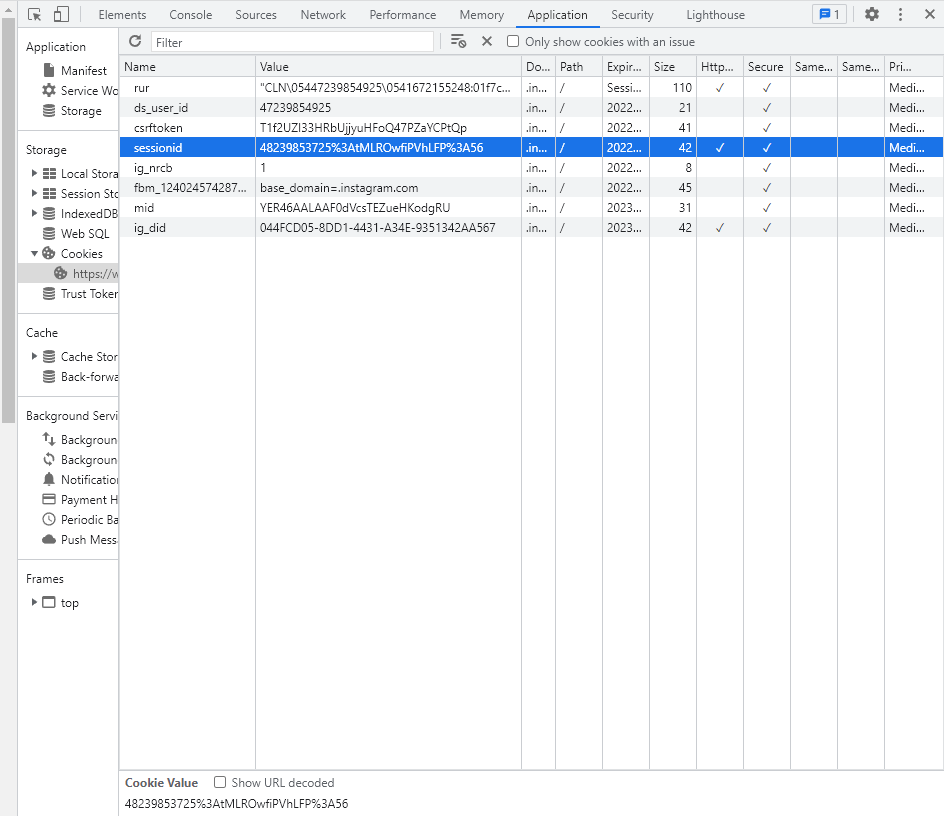 Elements Console Sources Network Performance Memory Application Security Lighthouse 1
Application
Manifest
Service Wo
Storage
Storage
Local Stora
Session Sto
IndexedDB
Web SQL
Cookies
https://w
Trust Token
Cache
Cache Stor
Back-forwa
Background Servi
Background
Background
Notification
Payment H
Periodic Ba
Push Mess
Frames
top
Filter Only show cookies with an issue
Name Value Do... Path Expir... Size Http... Secure Same... Same... Pri...
rur "CLN\05447239854925\0541672155248:01f7c... .in... / Sessi... 110 ✓ ✓ Medi...
ds_user_id 47239854925 .in... / 2022... 21 ✓ Medi...
csrftoken T1f2UZI33HRbUjjyuHFoQ47PZaYCPtQp .in... / 2022... 41 ✓ Medi...
sessionid 48239853725%3AtMLROwfiPVhLFP%3A56 .in... / 2022... 42 ✓ ✓ Medi...
ig_nrcb 1 .in... / 2022... 8 ✓ Medi...
fbm_124024574287... base_domain=.instagram.com .in... / 2022... 45 ✓ Medi...
mid YER46AALAAF0dVcsTEZueHKodgRU .in... / 2023... 31 ✓ Medi...
ig_did 044FCD05-8DD1-4431-A34E-9351342AA567 .in... / 2023... 42 ✓ ✓ Medi...
Cookie Value Show URL decoded
48239853725%3AtMLROwfiPVhLFP%3A56